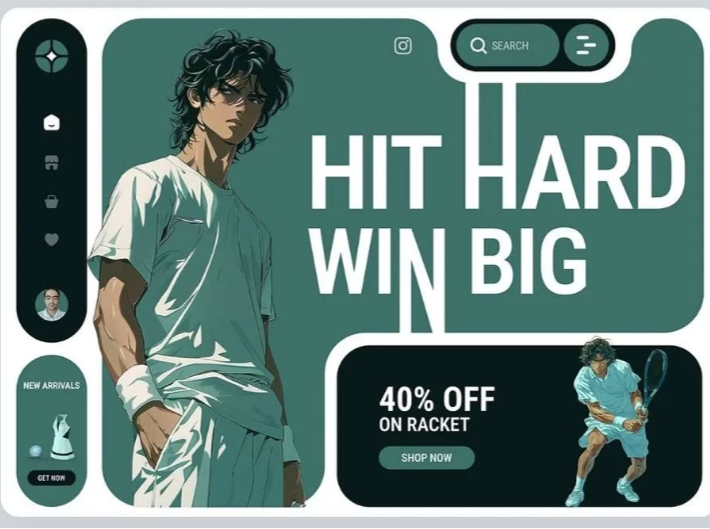 SEARCH
HIT HARD
WIN BIG
NEW ARRIVALS
GET NOW
40% OFF
ON RACKET
SHOP NOW